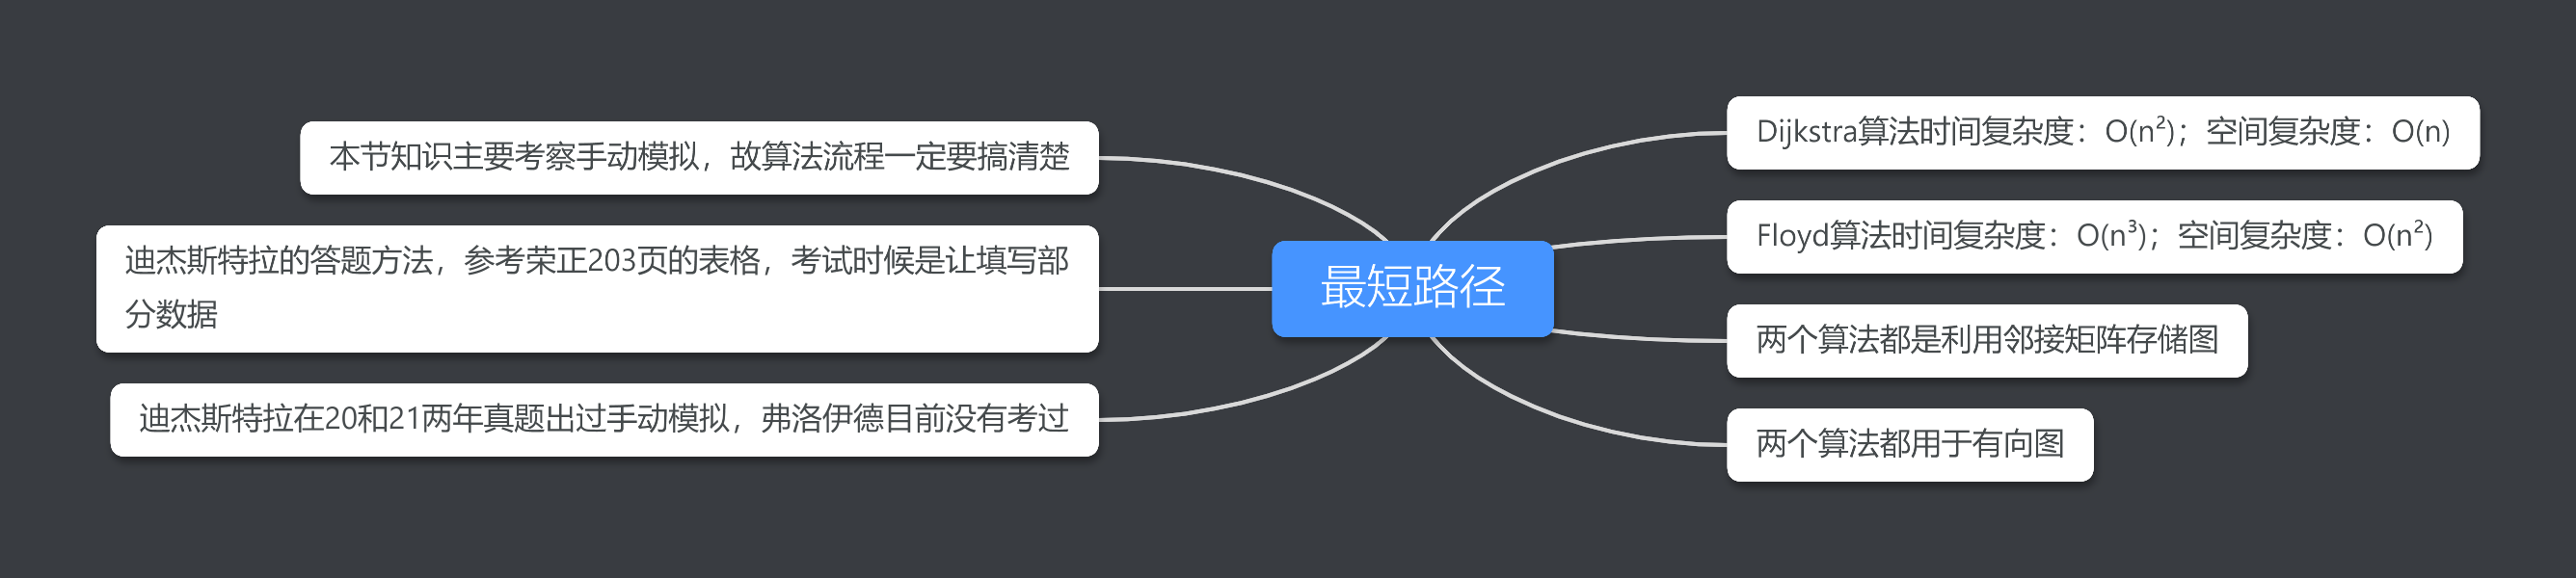 本节知识主要考察手动模拟，故算法流程一定要搞清楚
迪杰斯特拉的答题方法，参考荣正203页的表格，考试时候是让填写部
分数据
迪杰斯特拉在20和21两年真题出过手动模拟，弗洛伊德目前没有考过
最短路径
Dijkstra算法时间复杂度：O(n²)；空间复杂度：O(n)
Floyd算法时间复杂度：O(n³)；空间复杂度：O(n²)
两个算法都是利用邻接矩阵存储图
两个算法都用于有向图